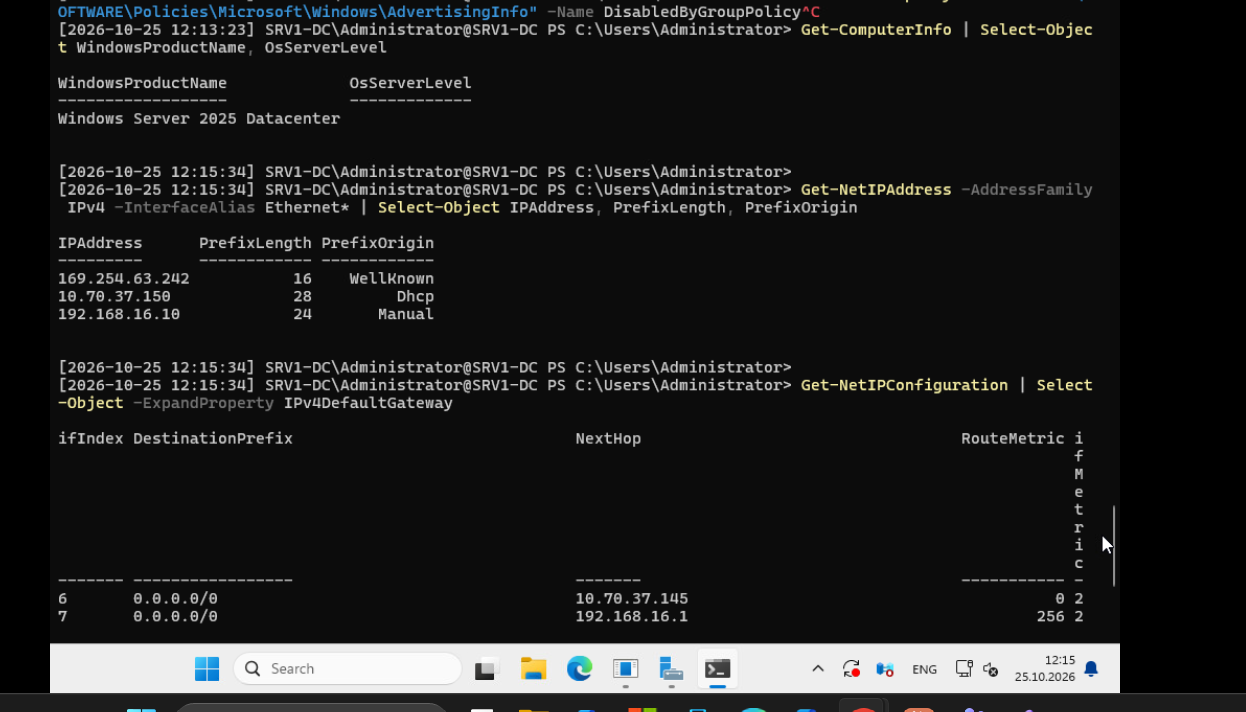 OFTWARE\Policies\Microsoft\Windows\AdvertisingInfo" -Name DisabledByGroupPolicy^C
[2026-10-25 12:13:23] SRV1-DC\Administrator@SRV1-DC PS C:\Users\Administrator> Get-ComputerInfo | Select-Objec
t WindowsProductName, OsServerLevel
WindowsProductName OsServerLevel
------------------ -------------
Windows Server 2025 Datacenter
[2026-10-25 12:15:34] SRV1-DC\Administrator@SRV1-DC PS C:\Users\Administrator>
[2026-10-25 12:15:34] SRV1-DC\Administrator@SRV1-DC PS C:\Users\Administrator> Get-NetIPAddress -AddressFamily
IPv4 -InterfaceAlias Ethernet* | Select-Object IPAddress, PrefixLength, PrefixOrigin
IPAddress PrefixLength PrefixOrigin
--------- ------------ ------------
169.254.63.242 16 WellKnown
10.70.37.150 28 Dhcp
192.168.16.10 24 Manual
[2026-10-25 12:15:34] SRV1-DC\Administrator@SRV1-DC PS C:\Users\Administrator>
[2026-10-25 12:15:34] SRV1-DC\Administrator@SRV1-DC PS C:\Users\Administrator> Get-NetIPConfiguration | Select
-Object -ExpandProperty IPv4DefaultGateway
ifIndex DestinationPrefix NextHop RouteMetric i
f
M
e
t
r
i
c
------- ----------------- ------- ----------- -
6 0.0.0.0/0 10.70.37.145 0 2
7 0.0.0.0/0 192.168.16.1 256 2
Search
ENG
12:15
25.10.2026